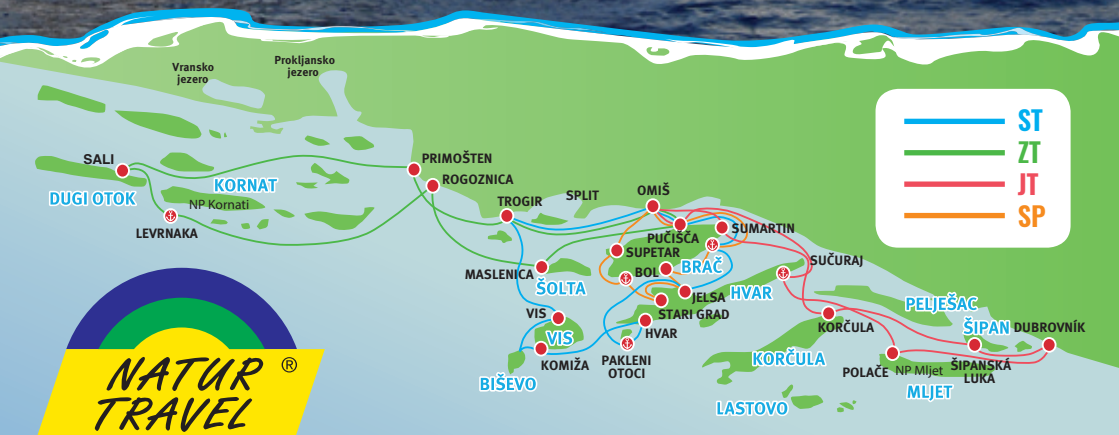 Vransko
jezero
Prokljansko
jezero
ST
ZT
JT
SP
SALI
DUGI OTOK
KORNAT
NP Kornati
LEVRNAKA
PRIMOŠTEN
ROGOZNICA
TROGIR
SPLIT
OMIŠ
PUČIŠĆA
SUMARTIN
SUPETAR
BRAČ
BOL
MASLENICA
ŠOLTA
JELSA
HVAR
SUĆURAJ
STARI GRAD
VIS
VIS
HVAR
KOMIŽA
BIŠEVO
PAKLENI
OTOCI
PELJEŠAC
KORČULA
KORČULA
ŠIPAN
DUBROVNÍK
POLAČE
NP Mljet
ŠIPANSKÁ
LUKA
MLJET
LASTOVO
NATUR ®
TRAVEL